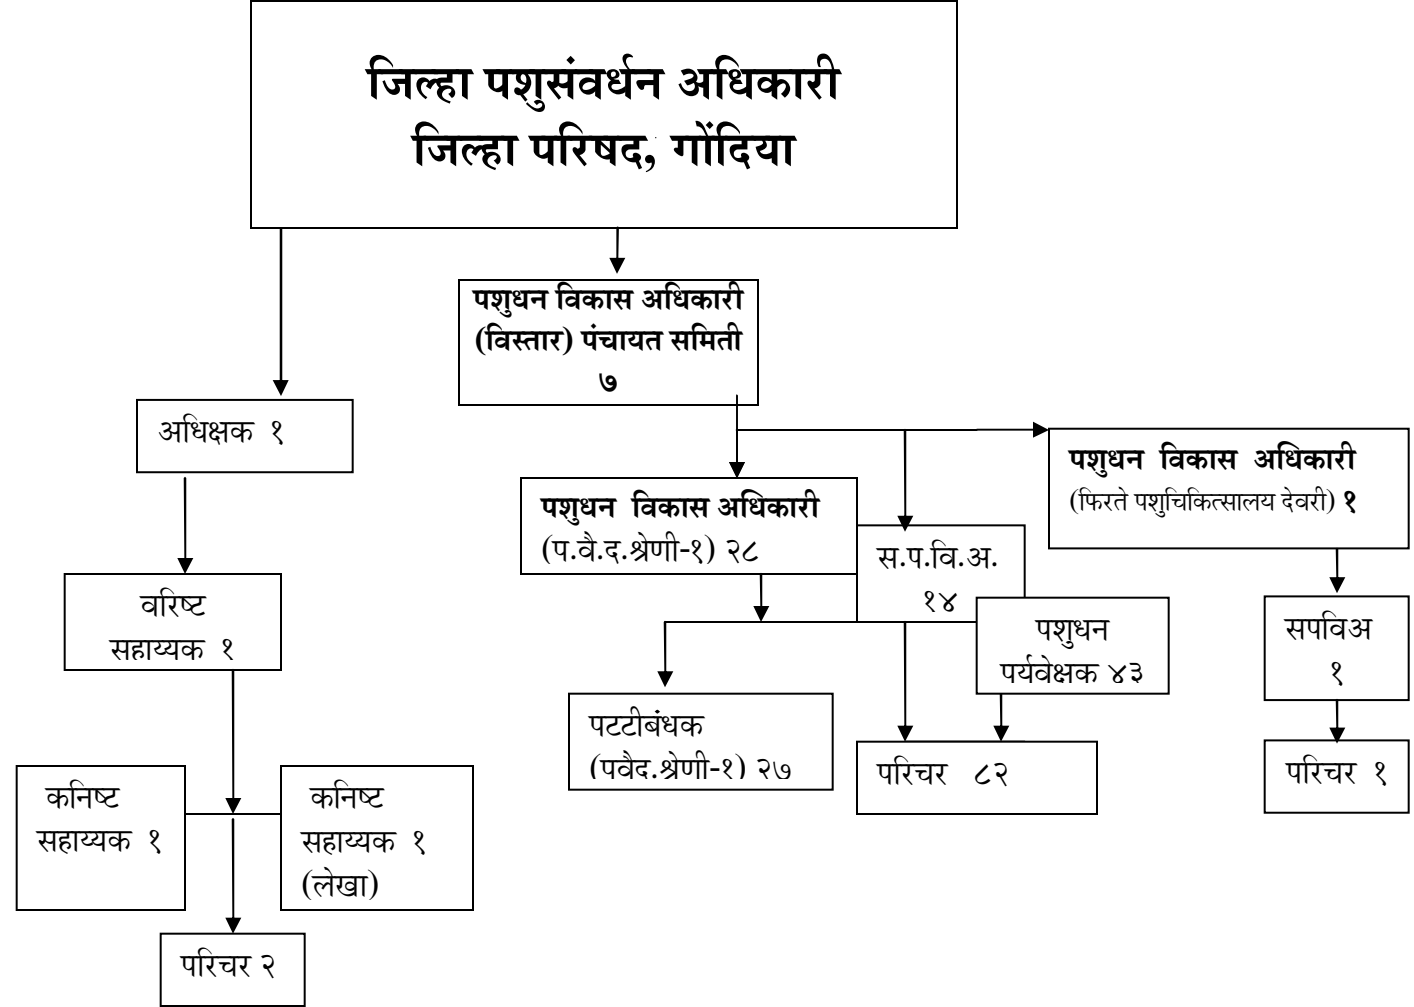 जिल्हा पशुसंवर्धन अधिकारी
जिल्हा परिषद, गोंदिया
पशुधन विकास अधिकारी
(विस्तार) पंचायत समिती
७
अधिक्षक १
पशुधन विकास अधिकारी
(फिरते पशुचिकित्सालय देवरी) १
पशुधन विकास अधिकारी
(प.वै.द.श्रेणी-१) २८
स.प.वि.अ.
१४
वरिष्ट
सहाय्यक १
पशुधन
पर्यवेक्षक ४३
सपविअ
१
पटटीबंधक
(पवैद.श्रेणी-१) २७
परिचर ८२
परिचर १
कनिष्ट
सहाय्यक १
कनिष्ट
सहाय्यक १
(लेखा)
परिचर २